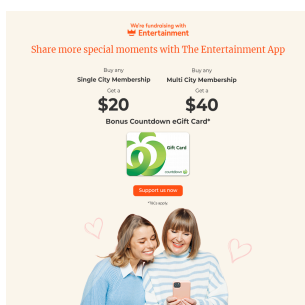 We're fundraising with
Entertainment
Share more special moments with The Entertainment App
Buy any
Single City Membership
Get a
$20
Buy any
Multi City Membership
Get a
$40
Bonus Countdown eGift Card*
Gift Card
countdown
Support us now
*T&Cs apply.